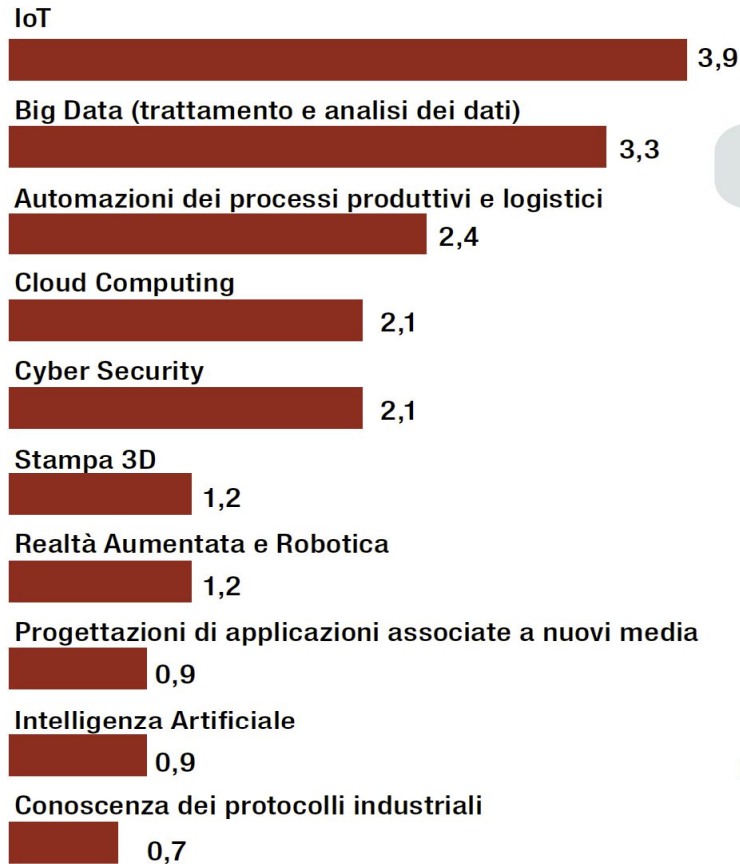 IoT
3,9
Big Data (trattamento e analisi dei dati)
3,3
Automazioni dei processi produttivi e logistici
2,4
Cloud Computing
2,1
Cyber Security
2,1
Stampa 3D
1,2
Realtà Aumentata e Robotica
1,2
Progettazioni di applicazioni associate a nuovi media
0,9
Intelligenza Artificiale
0,9
Conoscenza dei protocolli industriali
0,7